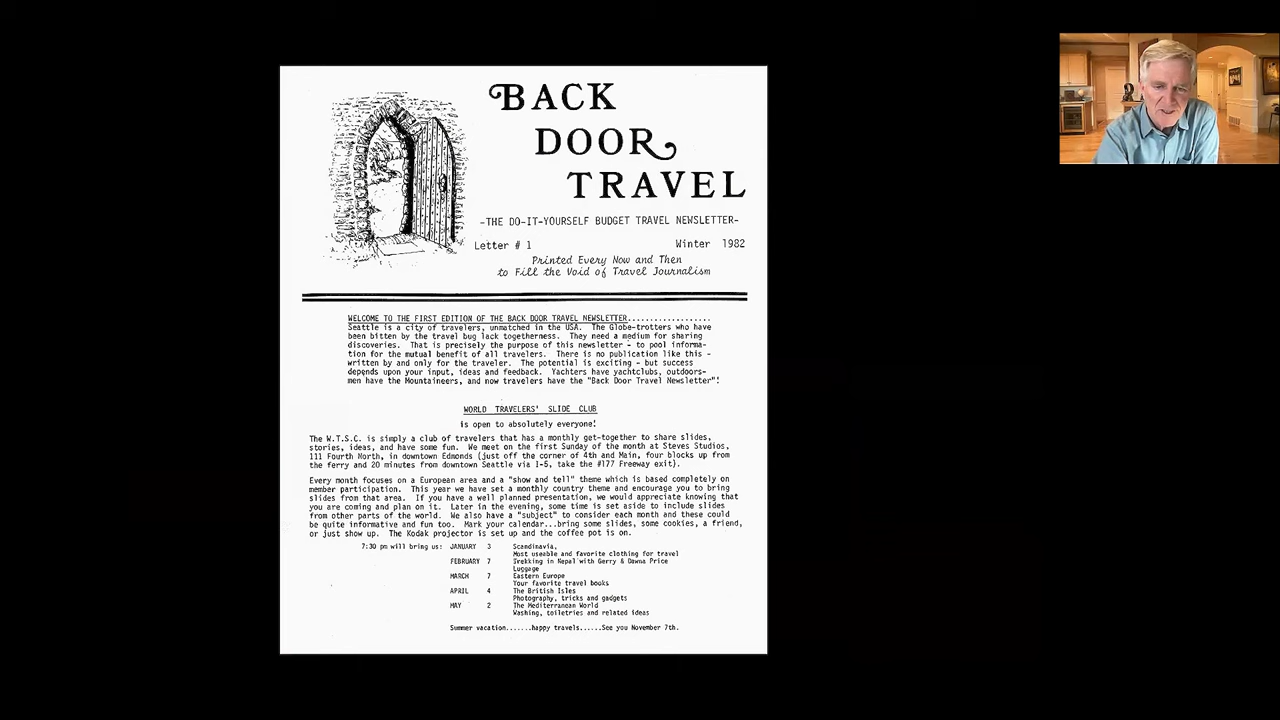 BACK
DOOR
TRAVEL
-THE DO-IT-YOURSELF BUDGET TRAVEL NEWSLETTER-
Letter # 1 Winter 1982
Printed Every Now and Then
to Fill the Void of Travel Journalism
WELCOME TO THE FIRST EDITION OF THE BACK DOOR TRAVEL NEWSLETTER...................
Seattle is a city of travelers, unmatched in the USA. The Globe-trotters who have
been bitten by the travel bug lack togetherness. They need a medium for sharing
discoveries. That is precisely the purpose of this newsletter - to pool informa-
tion for the mutual benefit of all travelers. There is no publication like this -
written by and only for the traveler. The potential is exciting - but success
depends upon your input, ideas and feedback. Yachters have yachtclubs, outdoors-
men have the Mountaineers, and now travelers have the "Back Door Travel Newsletter"!
WORLD TRAVELERS' SLIDE CLUB
is open to absolutely everyone!
The W.T.S.C. is simply a club of travelers that has a monthly get-together to share slides,
stories, ideas, and have some fun. We meet on the first Sunday of the month at Steves Studios,
111 Fourth North, in downtown Edmonds (just off the corner of 4th and Main, four blocks up from
the ferry and 20 minutes from downtown Seattle via I-5, take the #177 Freeway exit).
Every month focuses on a European area and a "show and tell" theme which is based completely on
member participation. This year we have set a monthly country theme and encourage you to bring
slides from that area. If you have a well planned presentation, we would appreciate knowing that
you are coming and plan on it. Later in the evening, some time is set aside to include slides
from other parts of the world. We also have a "subject" to consider each month and these could
be quite informative and fun too. Mark your calendar...bring some slides, some cookies, a friend,
or just show up. The Kodak projector is set up and the coffee pot is on.
7:30 pm will bring us: JANUARY 3 Scandinavia,
Most useable and favorite clothing for travel
FEBRUARY 7 Trekking in Nepal with Gerry & Dawna Price
Luggage
MARCH 7 Eastern Europe
Your favorite travel books
APRIL 4 The British Isles
Photography, tricks and gadgets
MAY 2 The Mediterranean World
Washing, toiletries and related ideas
Summer vacation.......happy travels......See you November 7th.